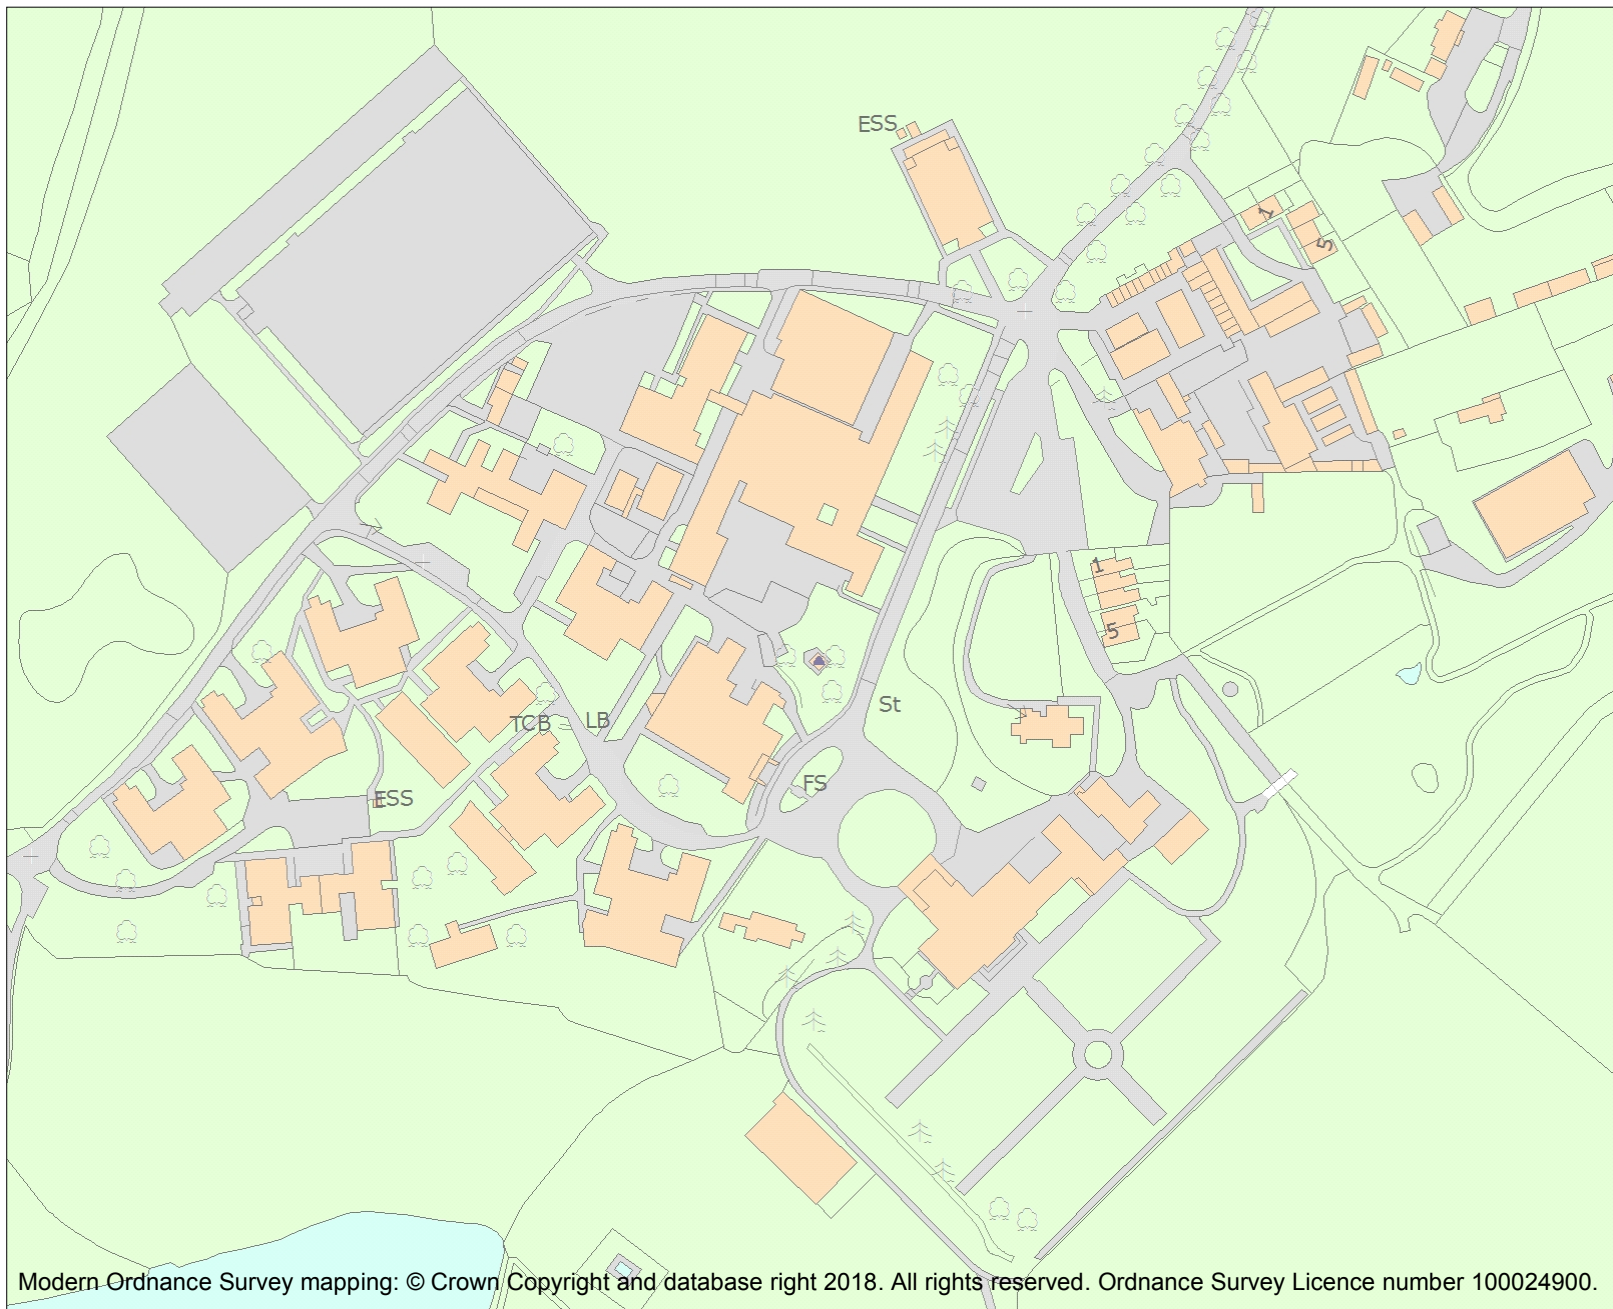 ESS
1
5
1
5
St
TCB
LB
FS
ESS
Modern Ordnance Survey mapping: © Crown Copyright and database right 2018. All rights reserved. Ordnance Survey Licence number 100024900.